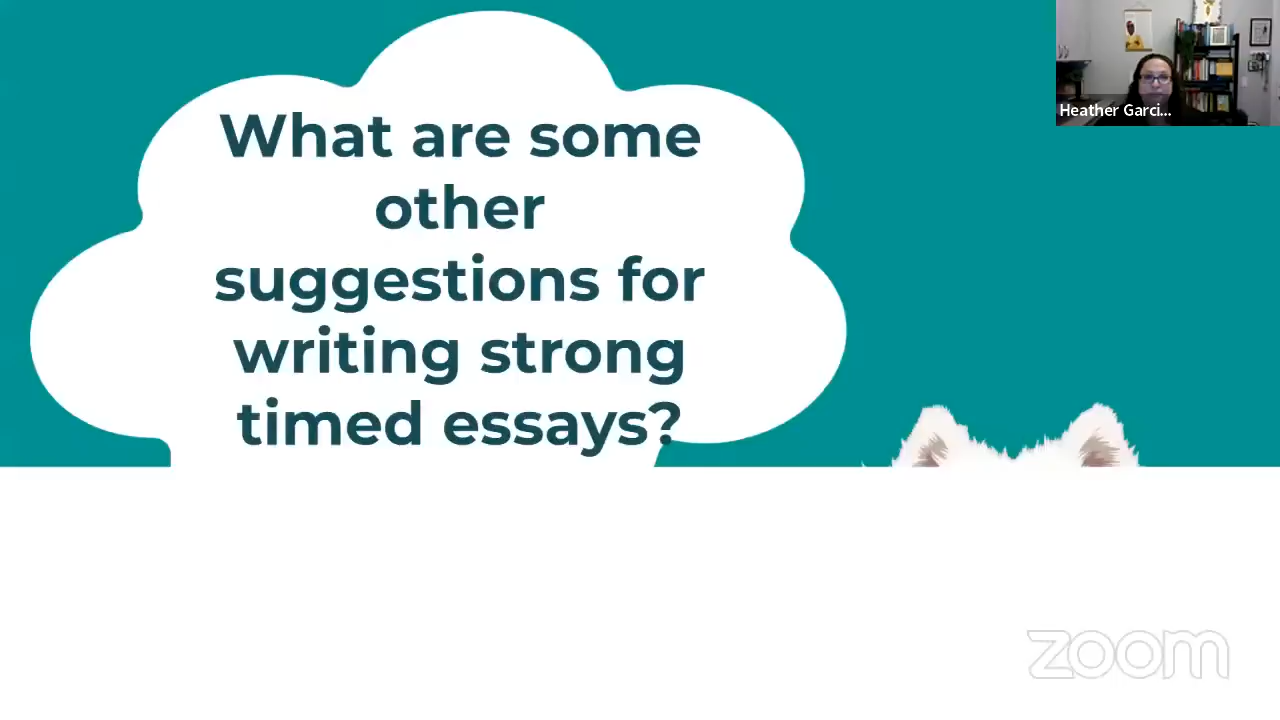 What are some
other
suggestions for
writing strong
timed essays?
Heather Garci...
zoom